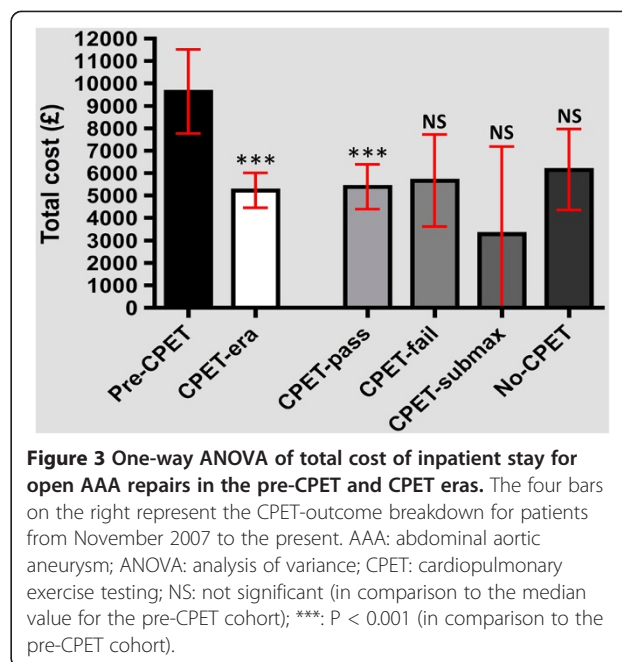 12000
11000
10000
9000
8000
7000
6000
5000
4000
3000
2000
1000
0
Total cost (£)
***
***
NS
NS
NS
Pre-CPET
CPET-era
CPET-pass
CPET-fail
CPET-submax
No-CPET
Figure 3 One-way ANOVA of total cost of inpatient stay for
open AAA repairs in the pre-CPET and CPET eras. The four bars
on the right represent the CPET-outcome breakdown for patients
from November 2007 to the present. AAA: abdominal aortic
aneurysm; ANOVA: analysis of variance; CPET: cardiopulmonary
exercise testing; NS: not significant (in comparison to the median
value for the pre-CPET cohort); ***: P < 0.001 (in comparison to the
pre-CPET cohort).